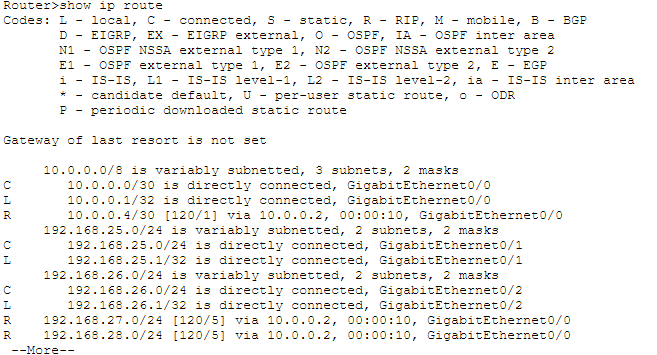 Router>show ip route
Codes: L - local, C - connected, S - static, R - RIP, M - mobile, B - BGP
D - EIGRP, EX - EIGRP external, O - OSPF, IA - OSPF inter area
N1 - OSPF NSSA external type 1, N2 - OSPF NSSA external type 2
E1 - OSPF external type 1, E2 - OSPF external type 2, E - EGP
i - IS-IS, L1 - IS-IS level-1, L2 - IS-IS level-2, ia - IS-IS inter area
* - candidate default, U - per-user static route, o - ODR
P - periodic downloaded static route
Gateway of last resort is not set
10.0.0.0/8 is variably subnetted, 3 subnets, 2 masks
C 10.0.0.0/30 is directly connected, GigabitEthernet0/0
L 10.0.0.1/32 is directly connected, GigabitEthernet0/0
R 10.0.0.4/30 [120/1] via 10.0.0.2, 00:00:10, GigabitEthernet0/0
192.168.25.0/24 is variably subnetted, 2 subnets, 2 masks
C 192.168.25.0/24 is directly connected, GigabitEthernet0/1
L 192.168.25.1/32 is directly connected, GigabitEthernet0/1
192.168.26.0/24 is variably subnetted, 2 subnets, 2 masks
C 192.168.26.0/24 is directly connected, GigabitEthernet0/2
L 192.168.26.1/32 is directly connected, GigabitEthernet0/2
R 192.168.27.0/24 [120/5] via 10.0.0.2, 00:00:10, GigabitEthernet0/0
R 192.168.28.0/24 [120/5] via 10.0.0.2, 00:00:10, GigabitEthernet0/0
--More--